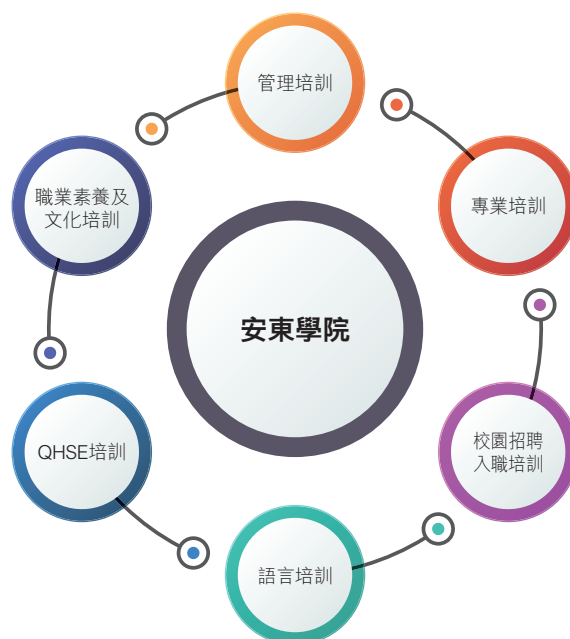 管理培訓
職業素養及
文化培訓
專業培訓
安東學院
QHSE培訓
校園招聘
入職培訓
語言培訓